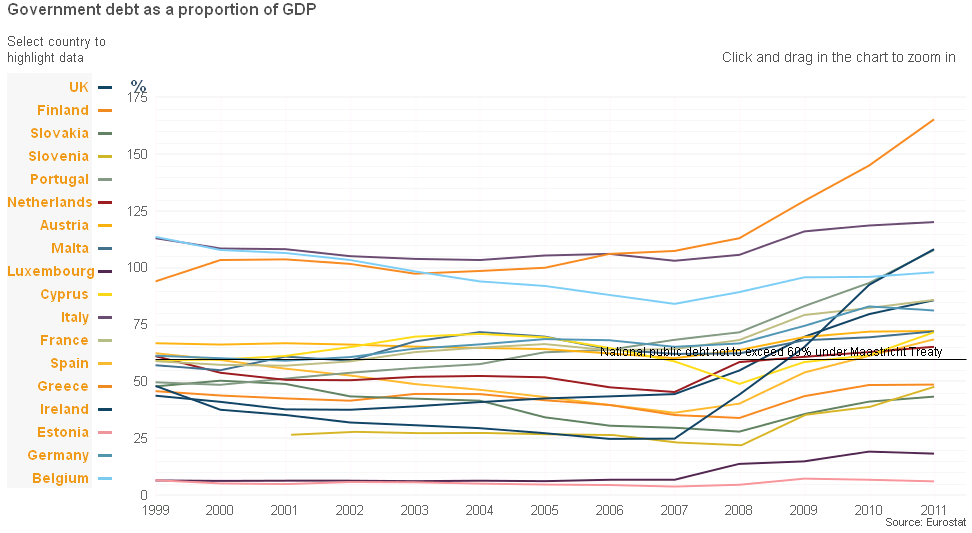 Government debt as a proportion of GDP
Select country to
highlight data
Click and drag in the chart to zoom in
UK
Finland
Slovakia
Slovenia
Portugal
Netherlands
Austria
Malta
Luxembourg
Cyprus
Italy
France
Spain
Greece
Ireland
Estonia
Germany
Belgium
%
175
150
125
100
75
50
25
0
National public debt not to exceed 60% under Maastricht Treaty
1999 2000 2001 2002 2003 2004 2005 2006 2007 2008 2009 2010 2011
Source: Eurostat